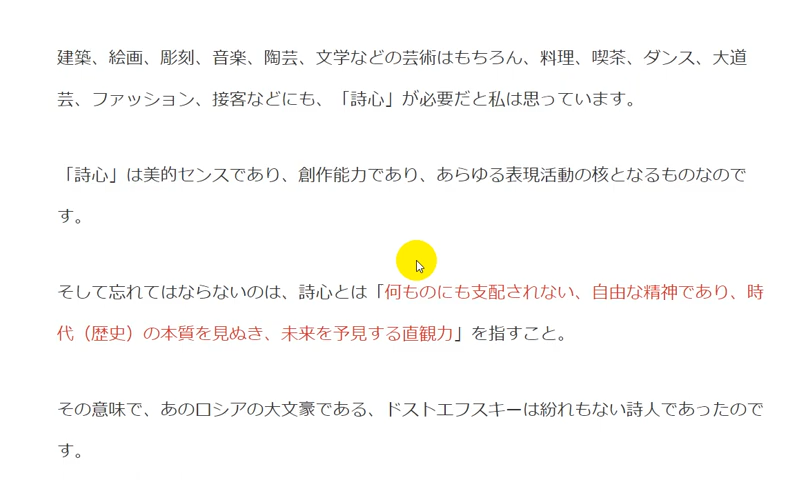 建築、絵画、彫刻、音楽、陶芸、文学などの芸術はもちろん、料理、喫茶、ダンス、大道
芸、ファッション、接客などにも、「詩心」が必要だと私は思っています。
「詩心」は美的センスであり、創作能力であり、あらゆる表現活動の核となるものなので
す。
そして忘れてはならないのは、詩心とは「何ものにも支配されない、自由な精神であり、時
代（歴史）の本質を見ぬき、未来を予見する直観力」を指すこと。
その意味で、あのロシアの大文豪である、ドストエフスキーは紛れもない詩人であったので
す。